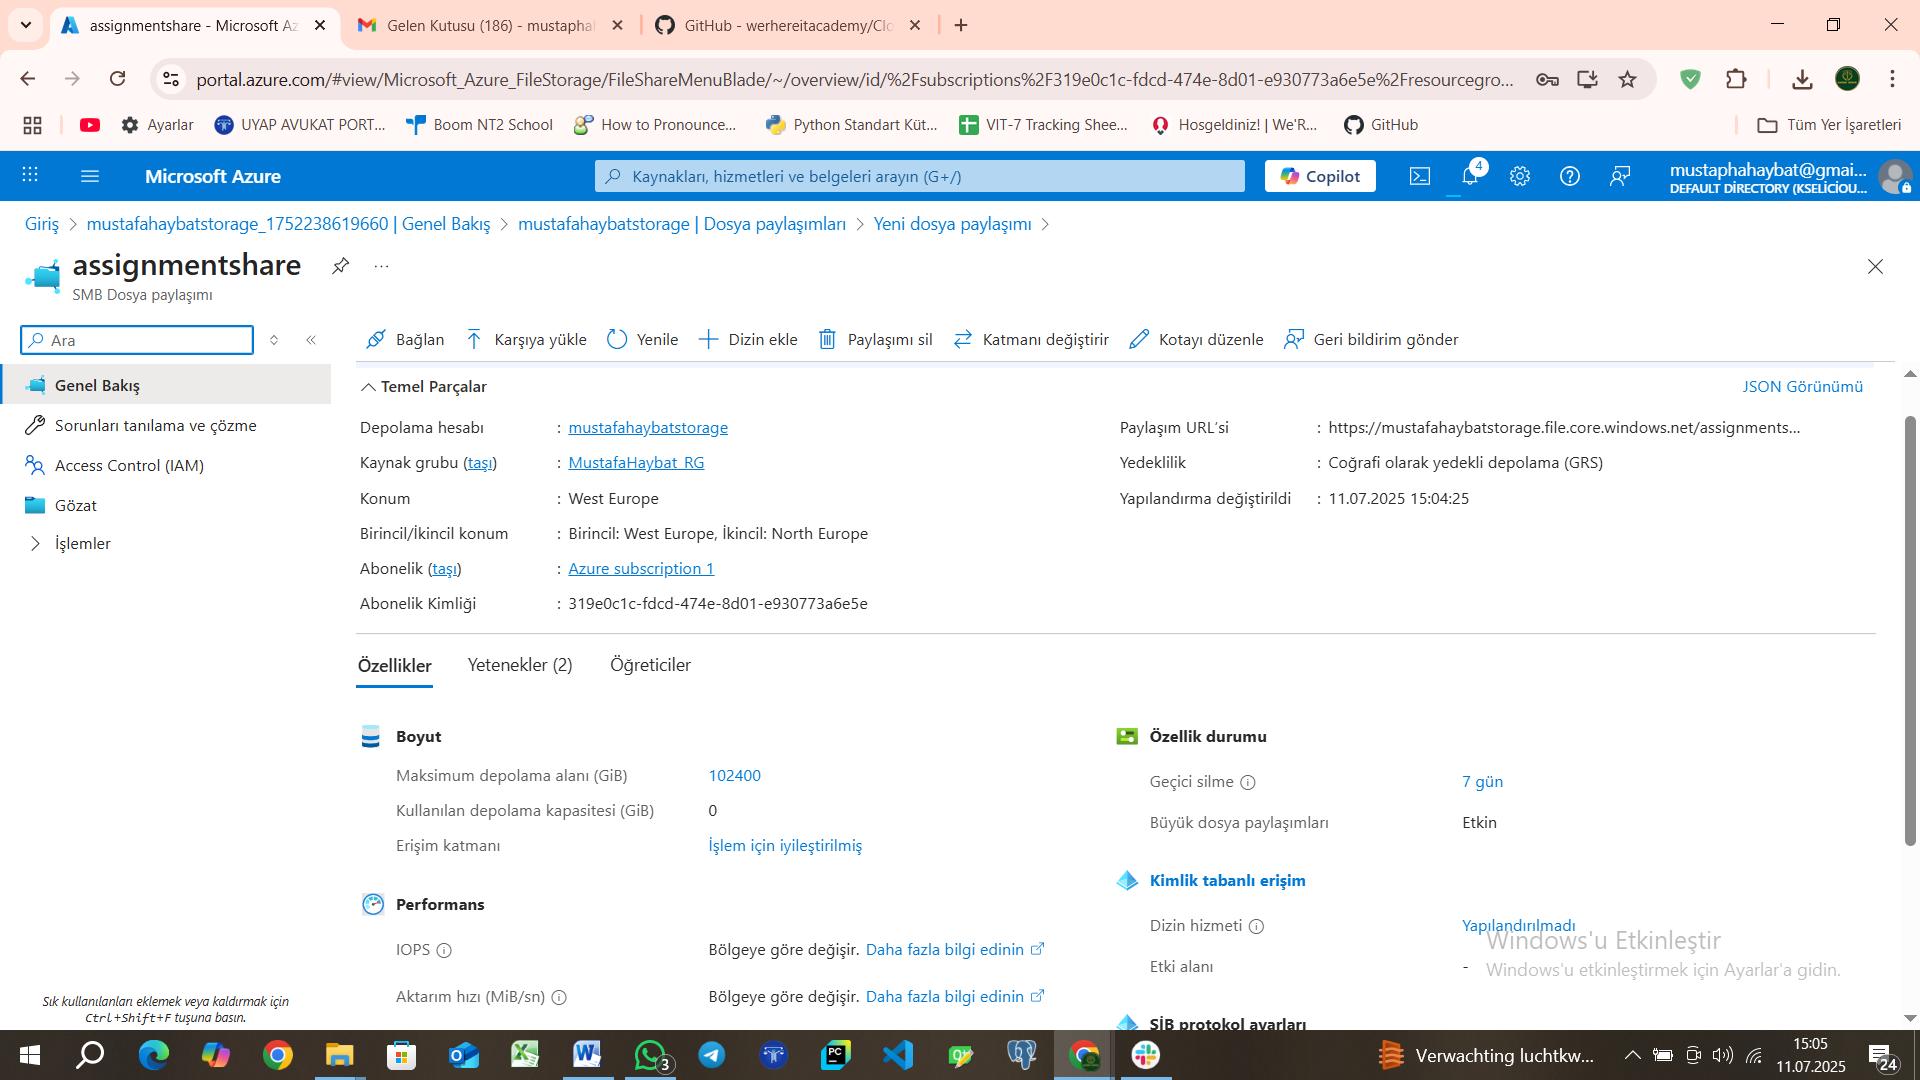 assignmentshare - Microsoft Az
Gelen Kutusu (186) - mustaphal
GitHub - werhereitacademy/Clo
portal.azure.com/#view/Microsoft_Azure_FileStorage/FileShareMenuBlade/~/overview/id/%2Fsubscriptions%2F319e0c1c-fdcd-474e-8d01-e930773a6e5e%2Fresourcegro...
Ayarlar
UYAP AVUKAT PORT...
Boom NT2 School
How to Pronounce...
Python Standart Küt...
VIT-7 Tracking Shee...
Hosgeldiniz! | We'R...
GitHub
Tüm Yer İşaretleri
Microsoft Azure
Kaynakları, hizmetleri ve belgeleri arayın (G+/)
Copilot
4
mustaphahaybat@gmai...
DEFAULT DİRECTORY (KSELİCİOU...
Giriş > mustafahaybatstorage_1752238619660 | Genel Bakış > mustafahaybatstorage | Dosya paylaşımları > Yeni dosya paylaşımı >
assignmentshare
SMB Dosya paylaşımı
Ara
Bağlan
Karşıya yükle
Yenile
Dizin ekle
Paylaşımı sil
Katmanı değiştirir
Kotayı düzenle
Geri bildirim gönder
Genel Bakış
Sorunları tanılama ve çözme
Access Control (IAM)
Gözat
İşlemler
Sık kullanılanları eklemek veya kaldırmak için
Ctrl+Shift+F tuşuna basın.
Temel Parçalar
JSON Görünümü
Depolama hesabı : mustafahaybatstorage
Kaynak grubu (taşı) : MustafaHaybat_RG
Konum : West Europe
Birincil/İkincil konum : Birincil: West Europe, İkincil: North Europe
Abonelik (taşı) : Azure subscription 1
Abonelik Kimliği : 319e0c1c-fdcd-474e-8d01-e930773a6e5e
Paylaşım URL'si : https://mustafahaybatstorage.file.core.windows.net/assignments...
Yedeklilik : Coğrafi olarak yedekli depolama (GRS)
Yapılandırma değiştirildi : 11.07.2025 15:04:25
Özellikler
Yetenekler (2)
Öğreticiler
Boyut
Maksimum depolama alanı (GiB) 102400
Kullanılan depolama kapasitesi (GiB) 0
Erişim katmanı İşlem için iyileştirilmiş
Performans
IOPS Bölgeye göre değişir. Daha fazla bilgi edinin
Aktarım hızı (MiB/sn) Bölgeye göre değişir. Daha fazla bilgi edinin
Özellik durumu
Geçici silme 7 gün
Büyük dosya paylaşımları Etkin
Kimlik tabanlı erişim
Dizin hizmeti Yapılandırılmadı
Etki alanı -
SİB protokol ayarları
Windows'u Etkinleştir
Windows'u etkinleştirmek için Ayarlar'a gidin.
3
Verwachting luchtkw...
15:05
11.07.2025
24